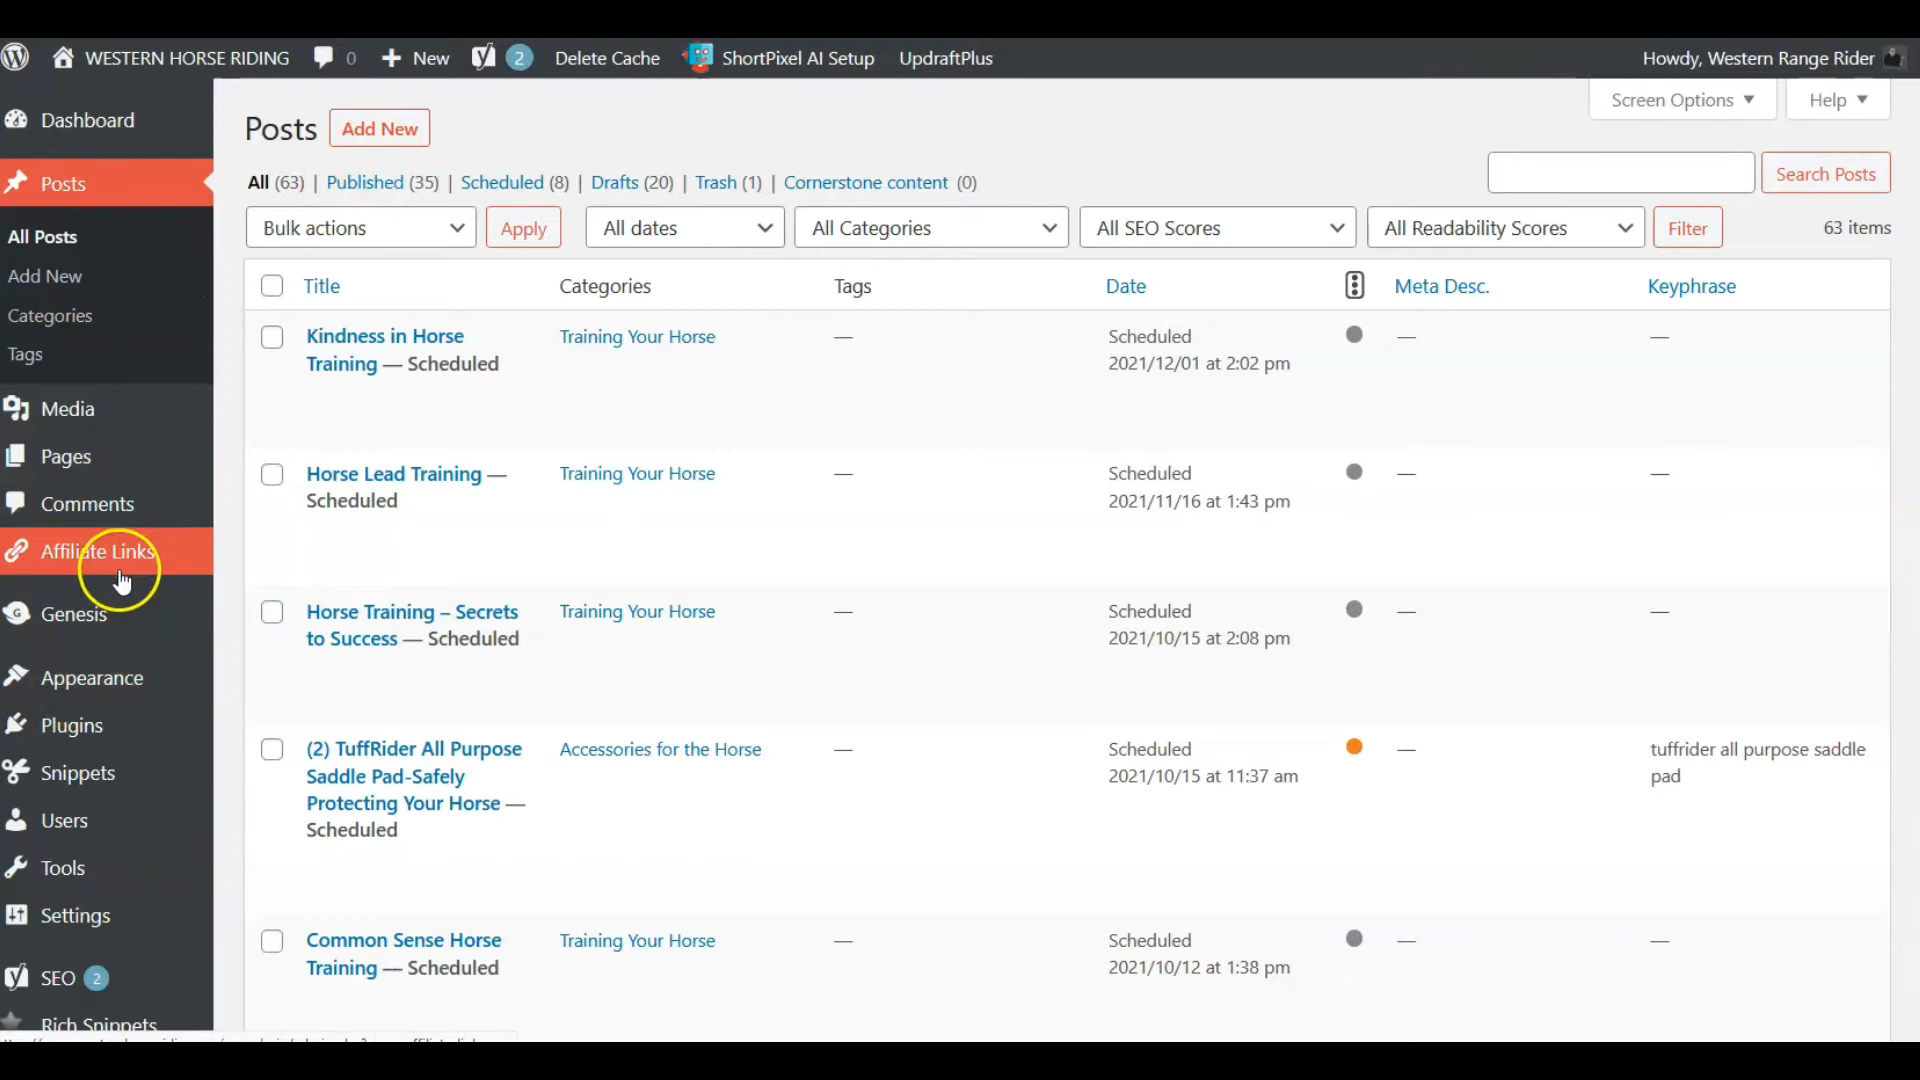 WESTERN HORSE RIDING 0 New 2 Delete Cache ShortPixel AI Setup UpdraftPlus Howdy, Western Range Rider
Dashboard
Posts
All Posts
Add New
Categories
Tags
Media
Pages
Comments
Affiliate Links
Genesis
Appearance
Plugins
Snippets
Users
Tools
Settings
SEO 2
Rich Snippets
Screen Options Help
Posts Add New
All (63) | Published (35) | Scheduled (8) | Drafts (20) | Trash (1) | Cornerstone content (0)
Search Posts
Bulk actions Apply All dates All Categories All SEO Scores All Readability Scores Filter 63 items
Title Categories Tags Date Meta Desc. Keyphrase
Kindness in Horse Training Your Horse — Scheduled — —
Training — Scheduled 2021/12/01 at 2:02 pm
Horse Lead Training — Training Your Horse — Scheduled — —
Scheduled 2021/11/16 at 1:43 pm
Horse Training – Secrets Training Your Horse — Scheduled — —
to Success — Scheduled 2021/10/15 at 2:08 pm
(2) TuffRider All Purpose Accessories for the Horse — Scheduled — tuffrider all purpose saddle
Saddle Pad-Safely 2021/10/15 at 11:37 am pad
Protecting Your Horse —
Scheduled
Common Sense Horse Training Your Horse — Scheduled — —
Training — Scheduled 2021/10/12 at 1:38 pm